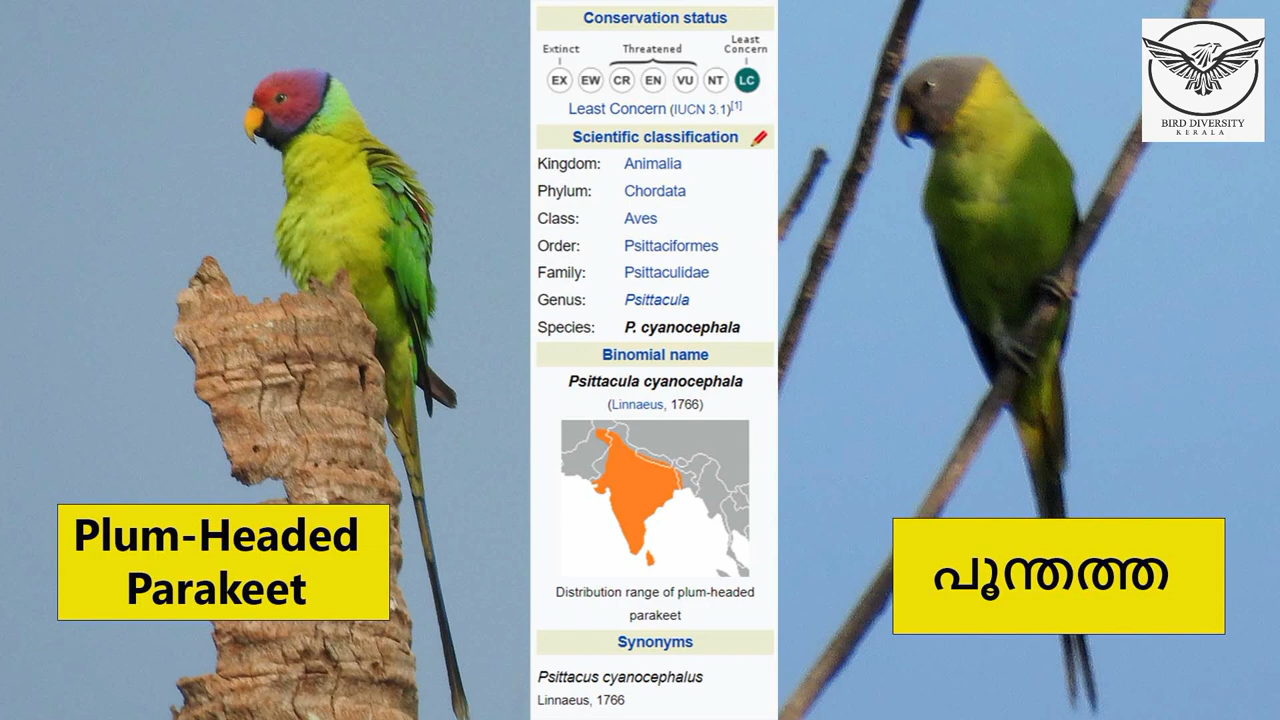 Plum-Headed
Parakeet
Conservation status
Extinct
Threatened
Least
Concern
EX EW CR EN VU NT LC
Least Concern (IUCN 3.1)[1]
Scientific classification
Kingdom: Animalia
Phylum: Chordata
Class: Aves
Order: Psittaciformes
Family: Psittaculidae
Genus: Psittacula
Species: P. cyanocephala
Binomial name
Psittacula cyanocephala
(Linnaeus, 1766)
Distribution range of plum-headed
parakeet
Synonyms
Psittacus cyanocephalus
Linnaeus, 1766
BIRD DIVERSITY
KERALA
പൂന്തത്ത